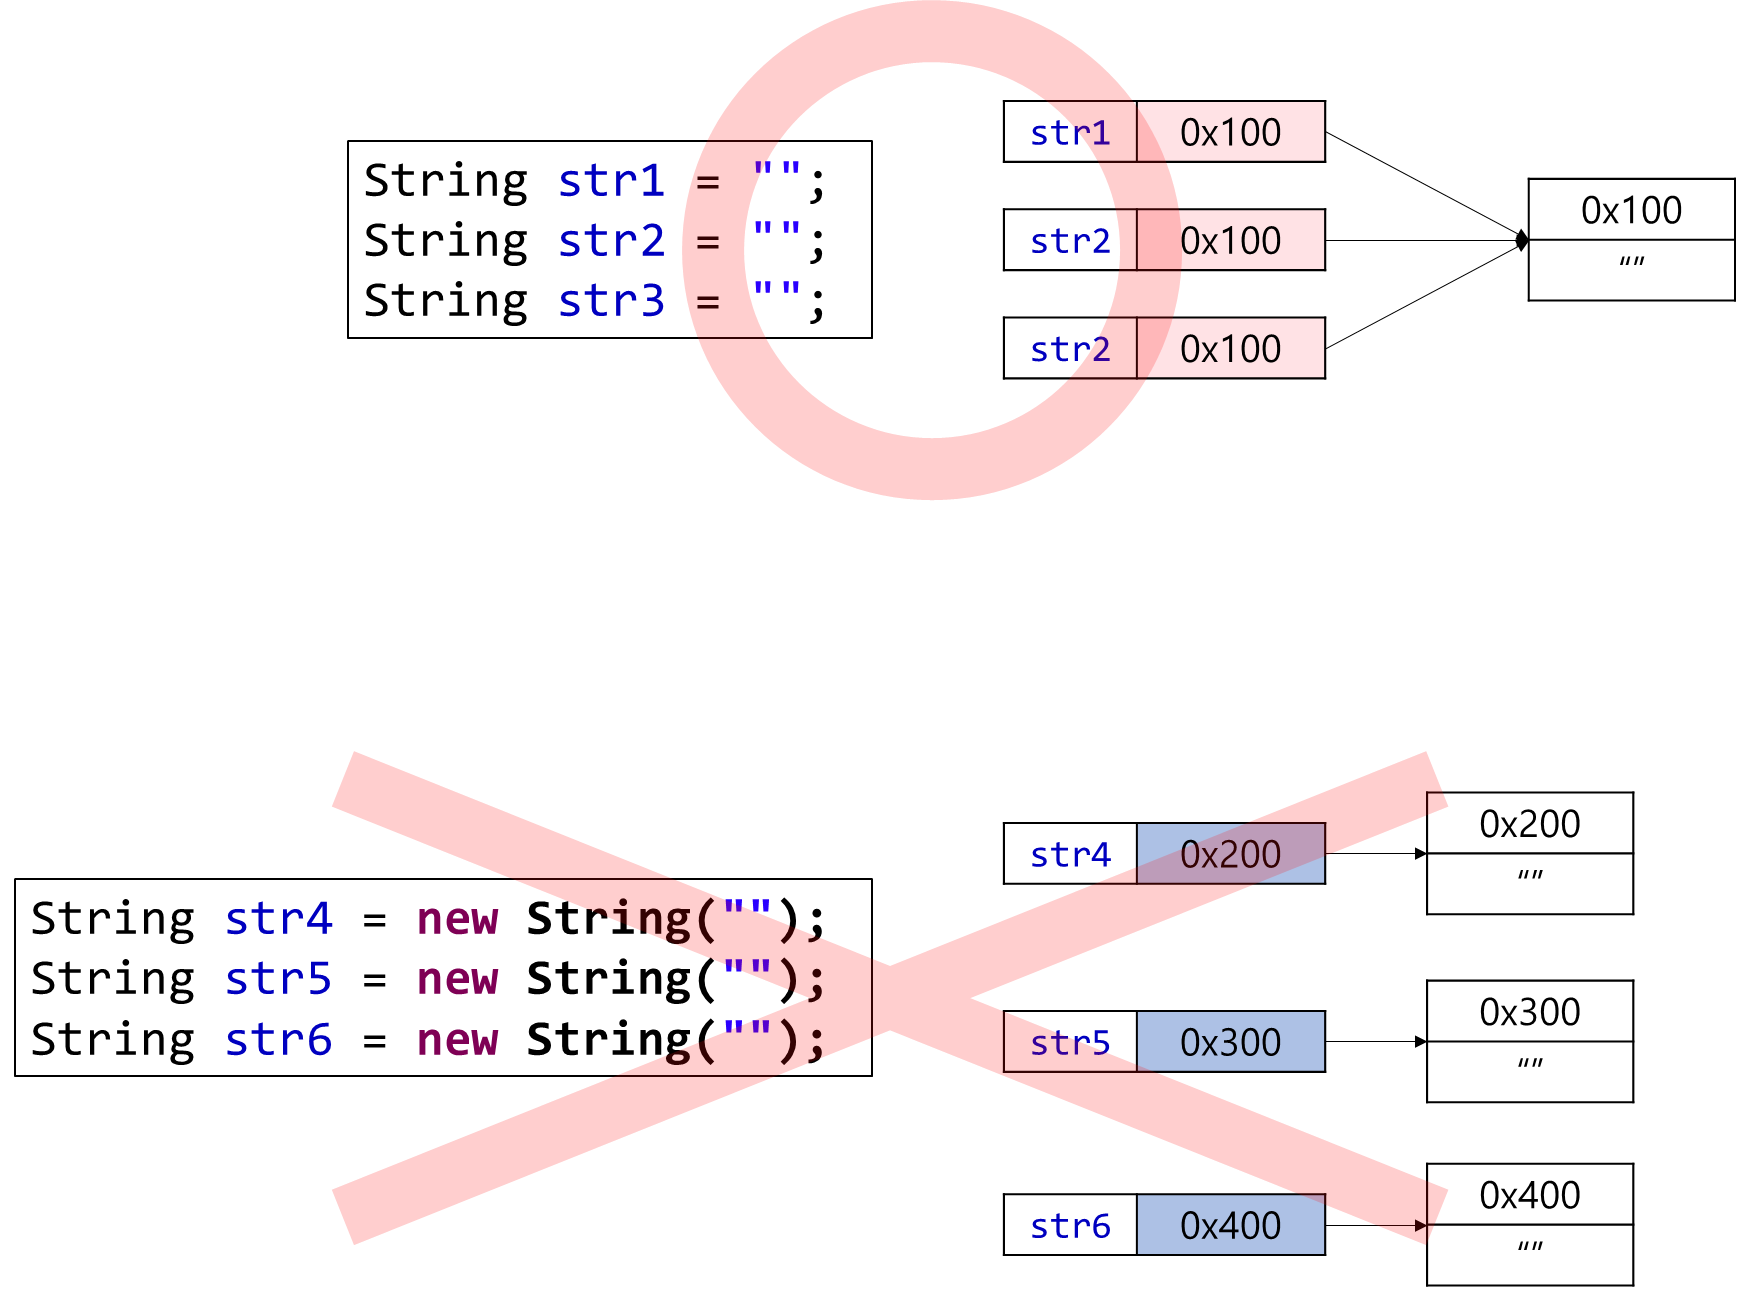 String str1 = "";
String str2 = "";
String str3 = "";
str1 0x100
str2 0x100
str2 0x100
0x100
“”
String str4 = new String("");
String str5 = new String("");
String str6 = new String("");
str4 0x200
0x200
“”
str5 0x300
0x300
“”
str6 0x400
0x400
“”